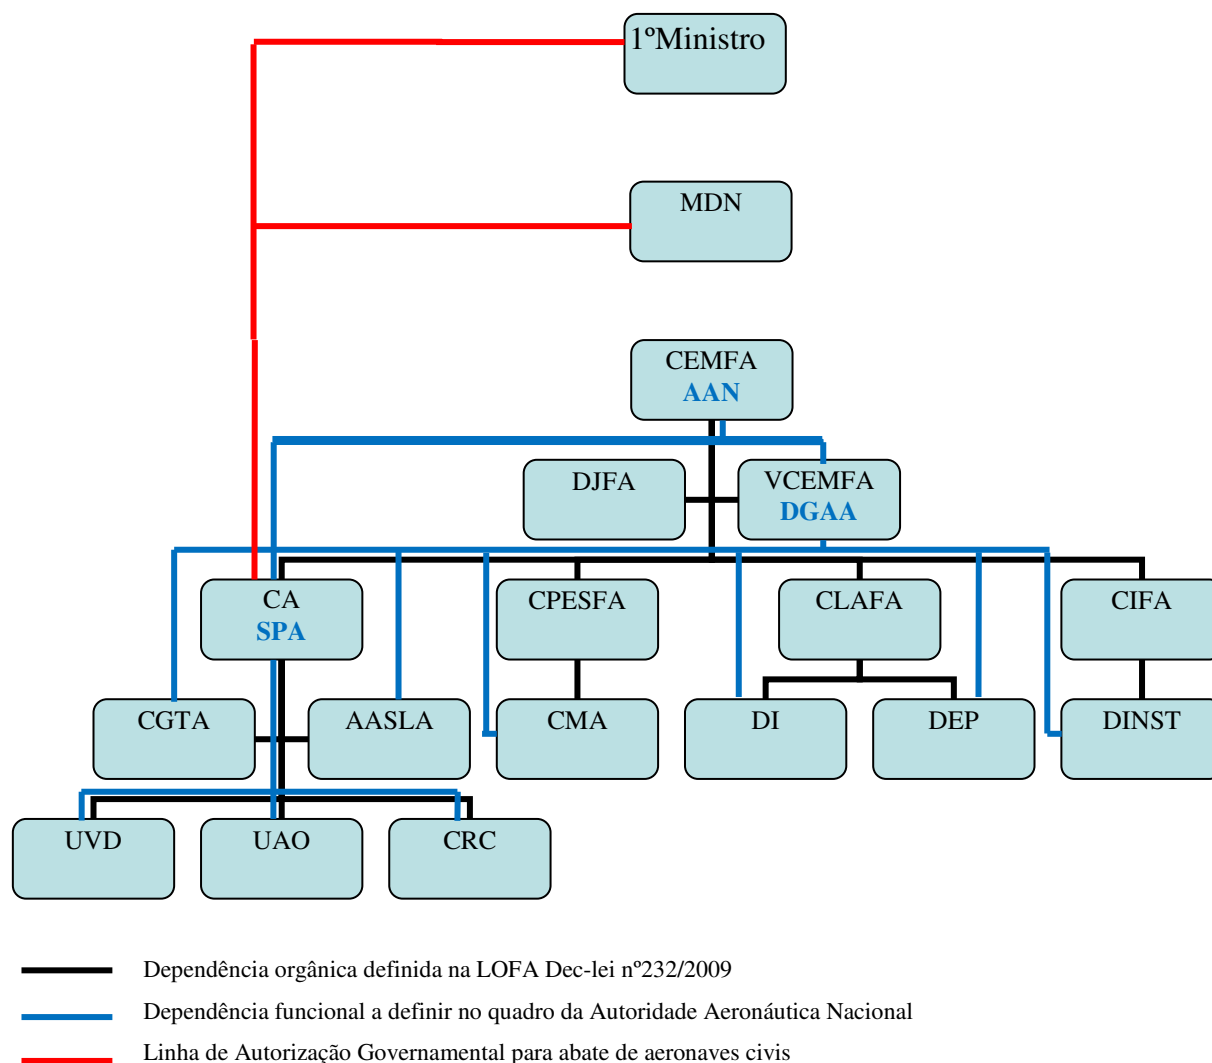 1ºMinistro
MDN
CEMFA
AAN
DJFA
VCEMFA
DGAA
CA
SPA
CPESFA
CLAFA
CIFA
CGTA
AASLA
CMA
DI
DEP
DINST
UVD
UAO
CRC
Dependência orgânica definida na LOFA Dec-lei nº232/2009
Dependência funcional a definir no quadro da Autoridade Aeronáutica Nacional
Linha de Autorização Governamental para abate de aeronaves civis